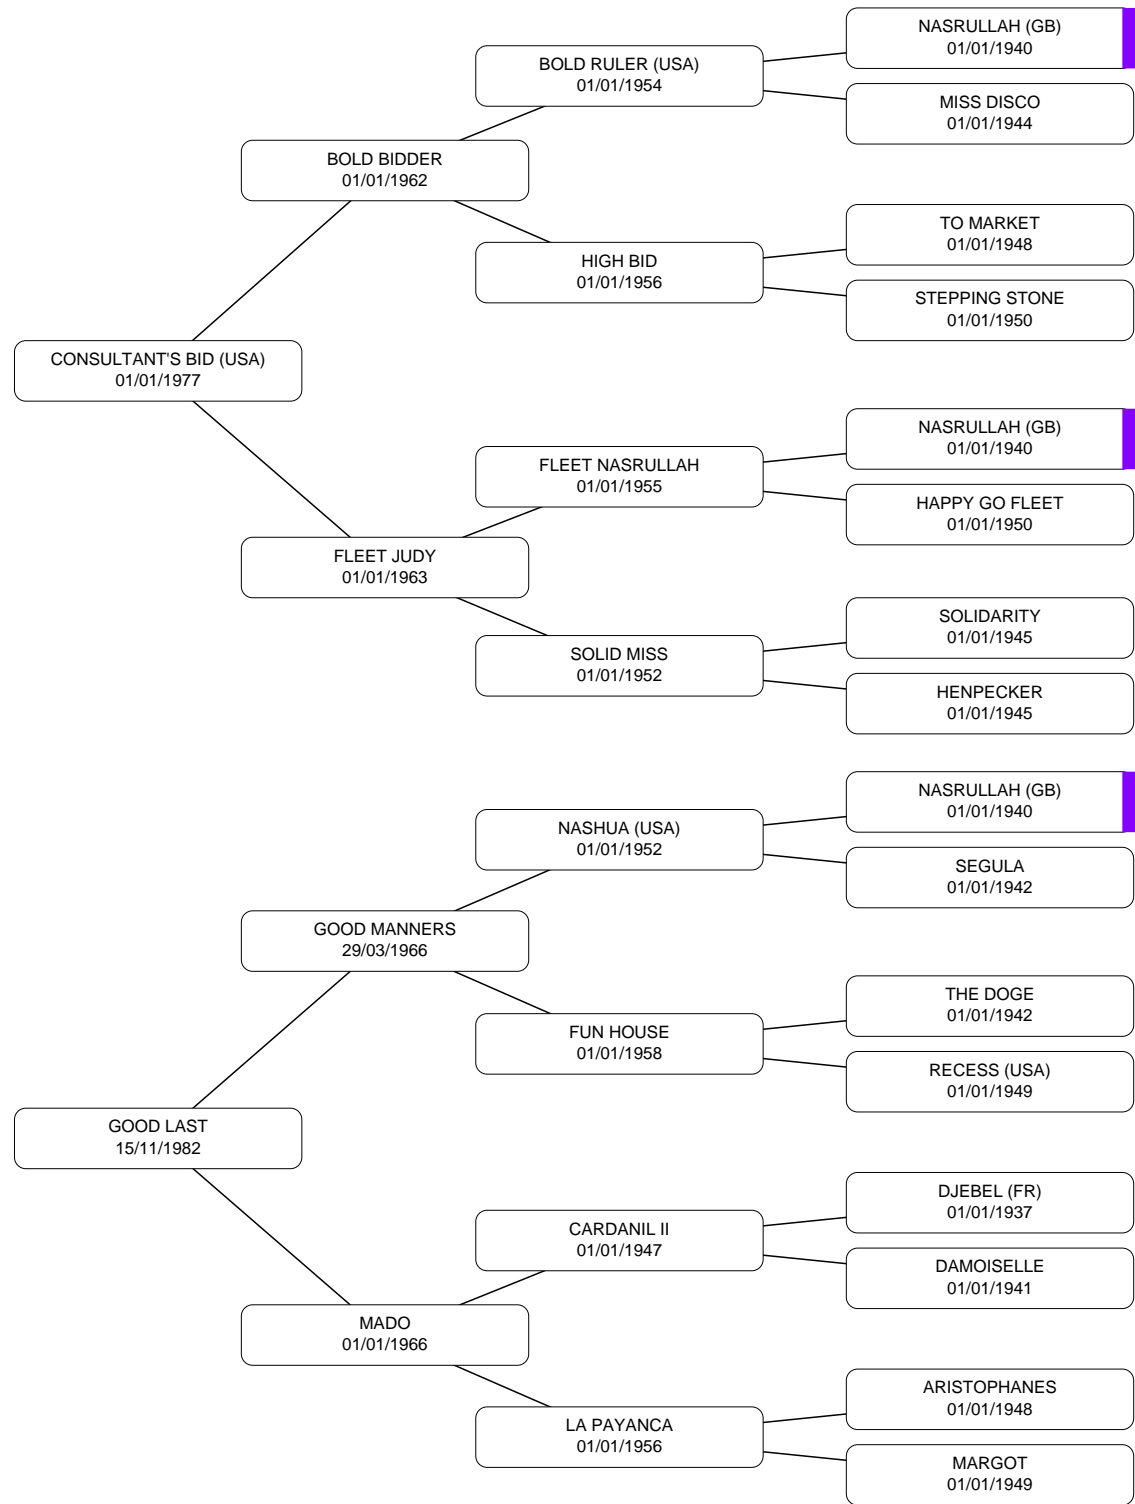 NASRULLAH (GB)
01/01/1940
BOLD RULER (USA)
01/01/1954
MISS DISCO
01/01/1944
BOLD BIDDER
01/01/1962
TO MARKET
01/01/1948
HIGH BID
01/01/1956
STEPPING STONE
01/01/1950
CONSULTANT'S BID (USA)
01/01/1977
NASRULLAH (GB)
01/01/1940
FLEET NASRULLAH
01/01/1955
HAPPY GO FLEET
01/01/1950
FLEET JUDY
01/01/1963
SOLIDARITY
01/01/1945
SOLID MISS
01/01/1952
HENPECKER
01/01/1945
NASRULLAH (GB)
01/01/1940
NASHUA (USA)
01/01/1952
SEGULA
01/01/1942
GOOD MANNERS
29/03/1966
THE DOGE
01/01/1942
FUN HOUSE
01/01/1958
RECESS (USA)
01/01/1949
GOOD LAST
15/11/1982
DJEBEL (FR)
01/01/1937
CARDANIL II
01/01/1947
DAMOISELLE
01/01/1941
MADO
01/01/1966
ARISTOPHANES
01/01/1948
LA PAYANCA
01/01/1956
MARGOT
01/01/1949